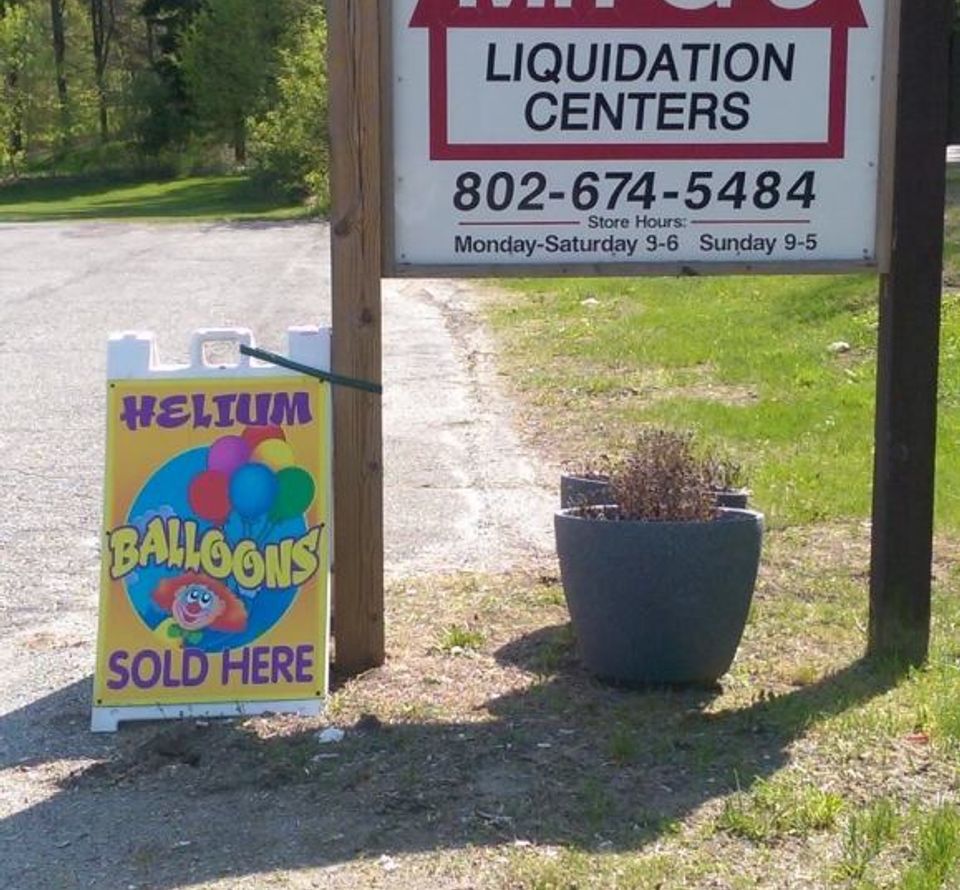 LIQUIDATION
CENTERS
802-674-5484
Store Hours:
Monday-Saturday 9-6 Sunday 9-5
HELIUM
BALLOONS
SOLD HERE